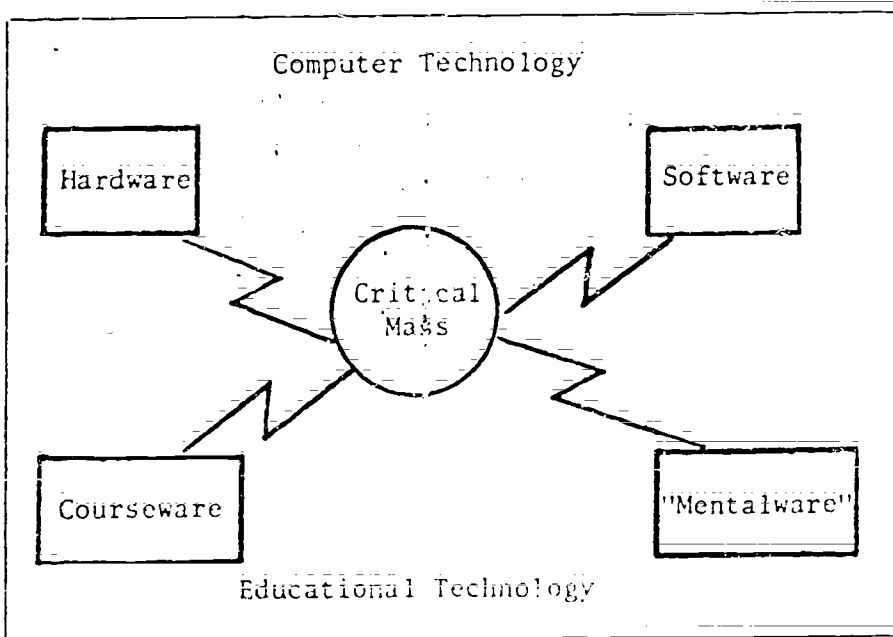 Computer Technology
Hardware
Software
Critical
Mass
Courseware
"Mentalware"
Educational Technology